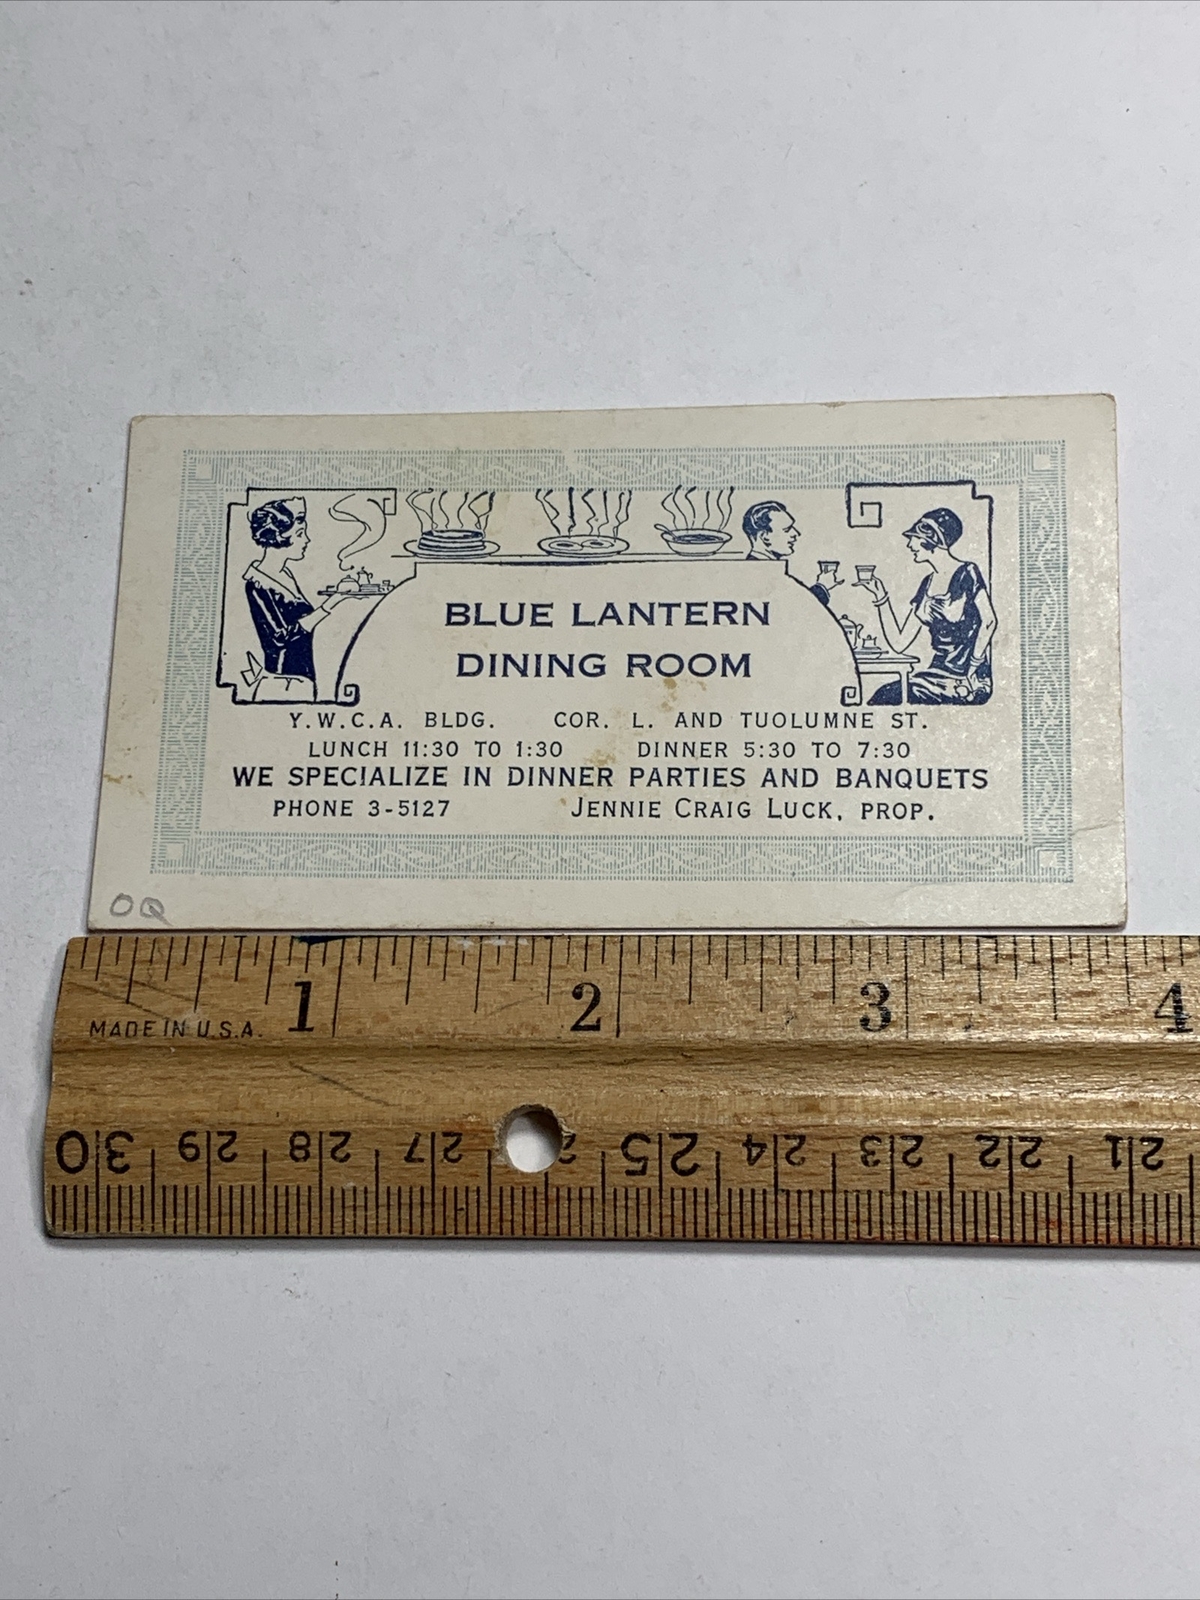 BLUE LANTERN
DINING ROOM
Y.W.C.A. BLDG. COR. L. AND TUOLUMNE ST.
LUNCH 11:30 TO 1:30 DINNER 5:30 TO 7:30
WE SPECIALIZE IN DINNER PARTIES AND BANQUETS
PHONE 3-5127 JENNIE CRAIG LUCK, PROP.
OQ
1 2 3 4
MADE IN U.S.A.
30 29 28 27 25 24 23 22 21